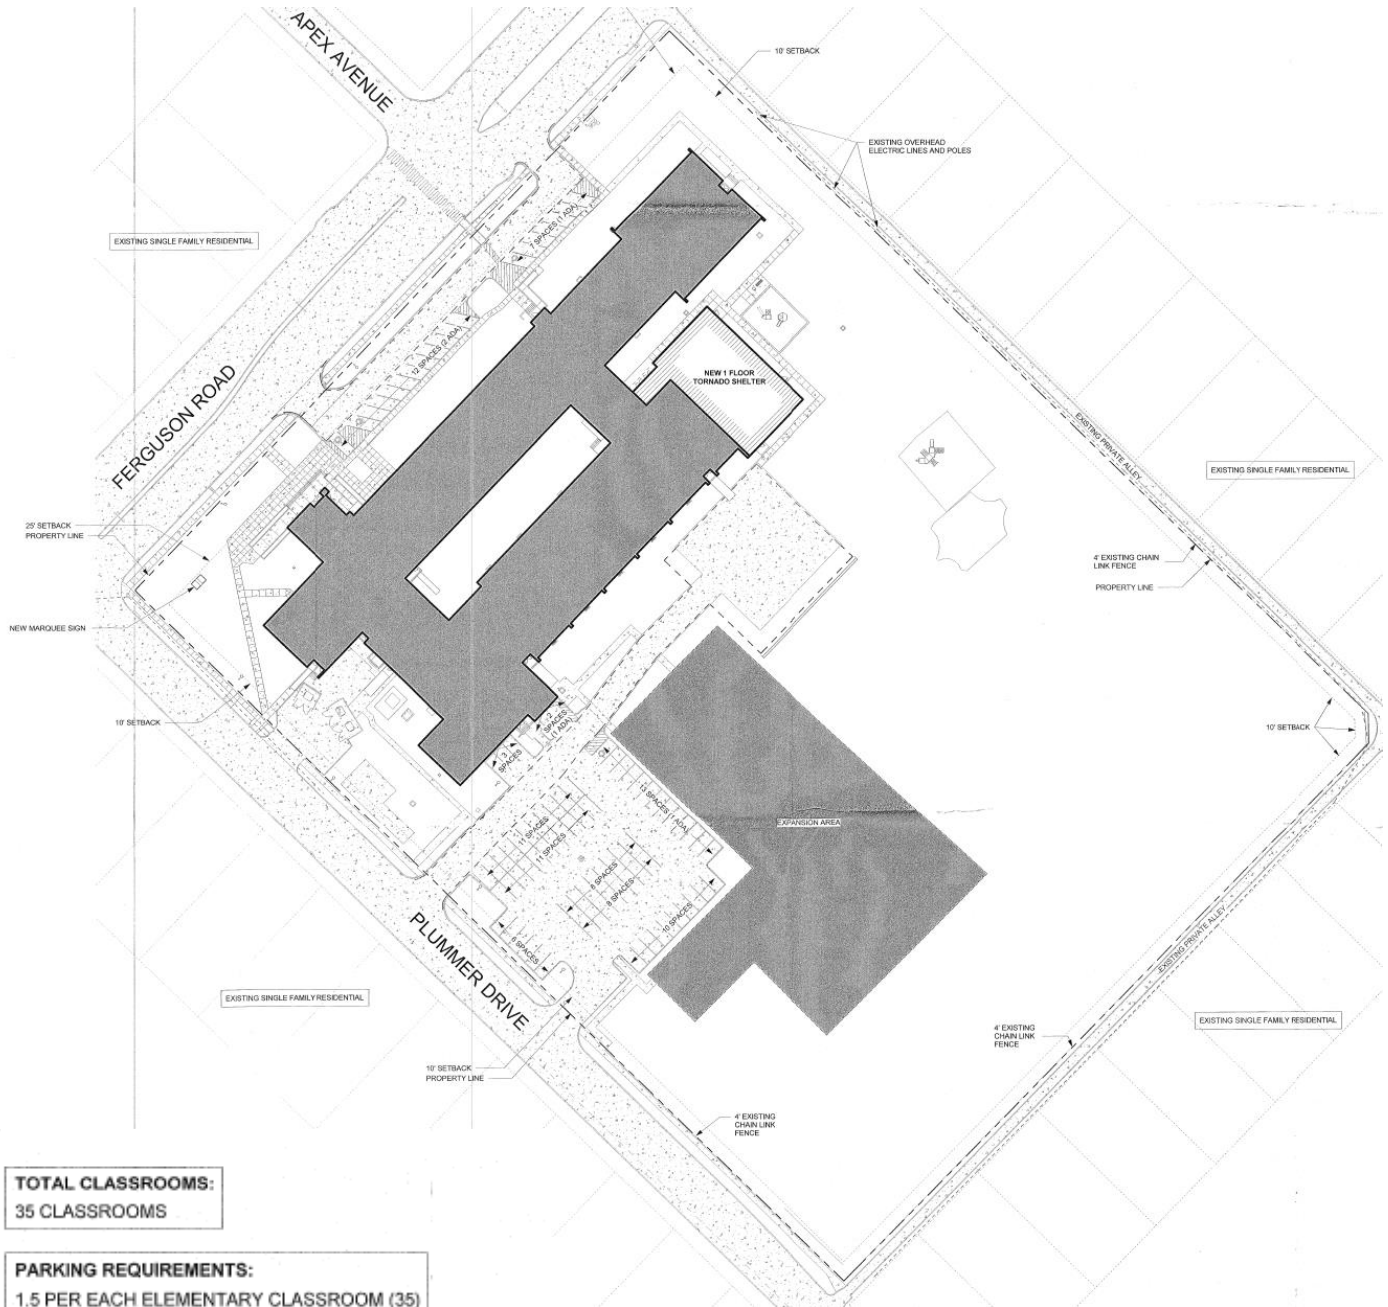 APEX AVENUE
10' SETBACK
EXISTING OVERHEAD
ELECTRIC LINES AND POLES
EXISTING SINGLE FAMILY RESIDENTIAL
7 SPACES (1 ADA)
12 SPACES (2 ADA)
NEW 1 FLOOR
TORNADO SHELTER
FERGUSON ROAD
EXISTING PRIVATE ALLEY
EXISTING SINGLE FAMILY RESIDENTIAL
25' SETBACK
PROPERTY LINE
4' EXISTING CHAIN
LINK FENCE
PROPERTY LINE
NEW MARQUEE SIGN
10' SETBACK
10' SETBACK
2
SPACES
(1 ADA)
3
SPACES
13 SPACES (1 ADA)
EXPANSION AREA
11 SPACES
11 SPACES
8 SPACES
8 SPACES
10 SPACES
6 SPACES
PLUMMER DRIVE
EXISTING PRIVATE ALLEY
EXISTING SINGLE FAMILY RESIDENTIAL
EXISTING SINGLE FAMILY RESIDENTIAL
4' EXISTING
CHAIN LINK
FENCE
10' SETBACK
PROPERTY LINE
4' EXISTING
CHAIN LINK
FENCE
TOTAL CLASSROOMS:
35 CLASSROOMS
PARKING REQUIREMENTS:
1.5 PER EACH ELEMENTARY CLASSROOM (35)